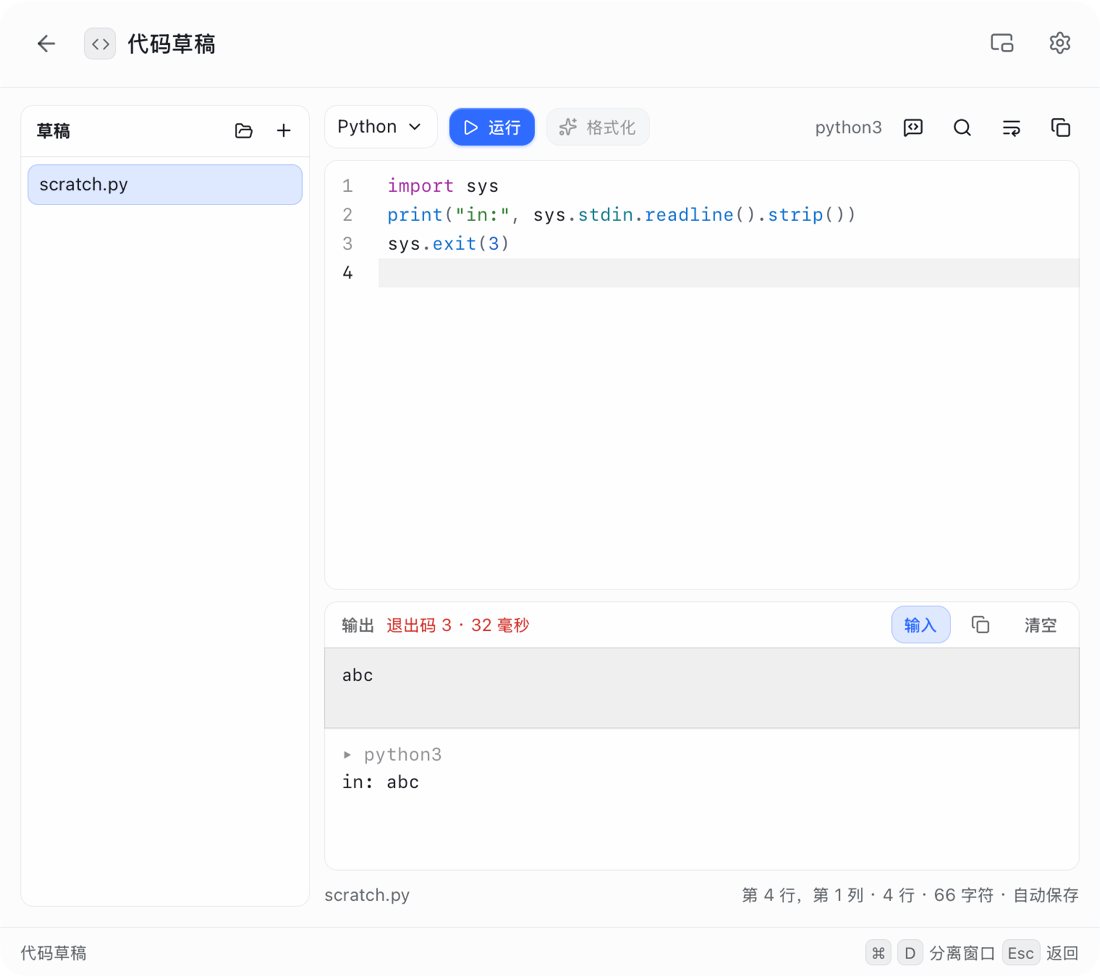 代码草稿
草稿
scratch.py
Python 运行 格式化 python3
1 import sys
2 print("in:", sys.stdin.readline().strip())
3 sys.exit(3)
4
输出 退出码 3 · 32 毫秒 输入 清空
abc
▸ python3
in: abc
scratch.py 第 4 行，第 1 列 · 4 行 · 66 字符 · 自动保存
代码草稿 ⌘ D 分离窗口 Esc 返回